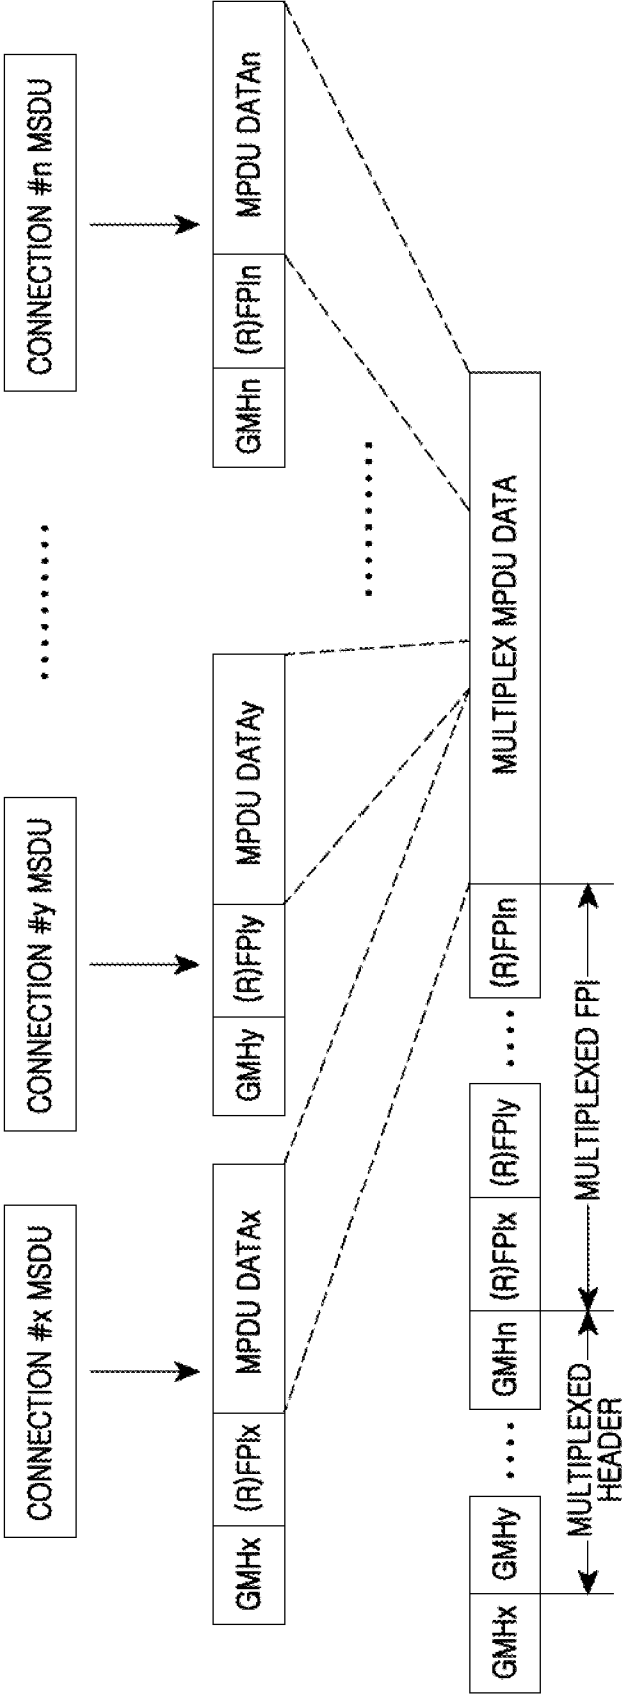 CONNECTION #x MSDU
CONNECTION #y MSDU
..........
CONNECTION #n MSDU
GMHx (R)FPIx MPDU DATAx
GMHy (R)FPIy MPDU DATAy
GMHn (R)FPIn MPDU DATAn
..........
GMHx GMHy .... GMHn (R)FPIx (R)FPIy .... (R)FPIn MULTIPLEX MPDU DATA
MULTIPLEXED
HEADER
MULTIPLEXED FPI